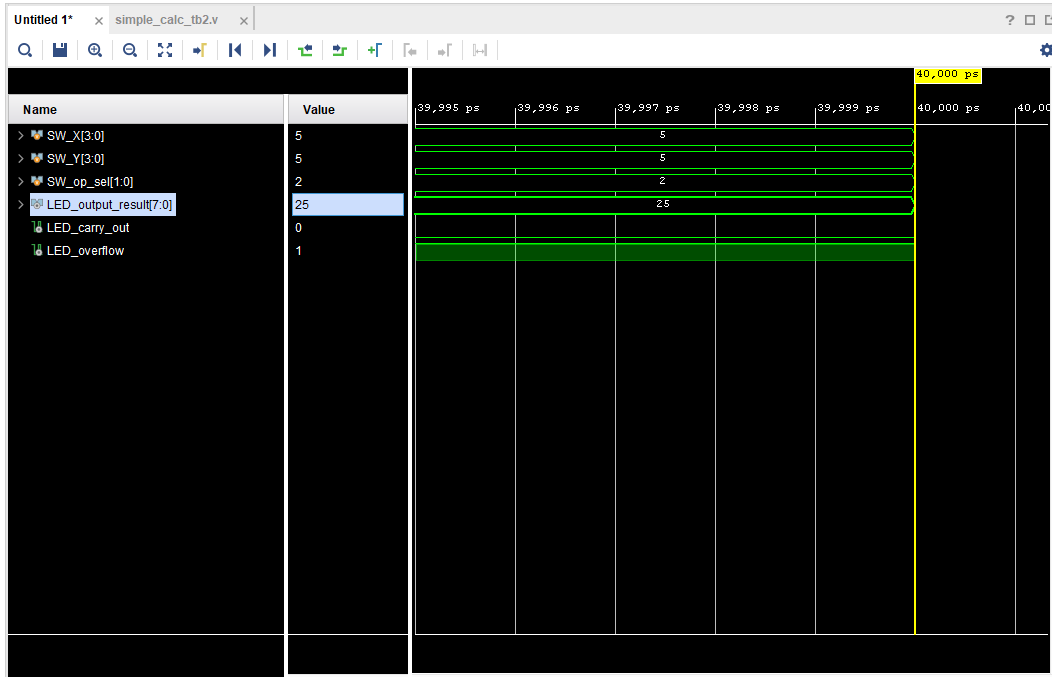 Untitled 1* × simple_calc_tb2.v ×
?
40,000 ps
Name Value
39,995 ps 39,996 ps 39,997 ps 39,998 ps 39,999 ps 40,000 ps 40,00
SW_X[3:0] 5 5
SW_Y[3:0] 5 5
SW_op_sel[1:0] 2 2
LED_output_result[7:0] 25 25
LED_carry_out 0
LED_overflow 1